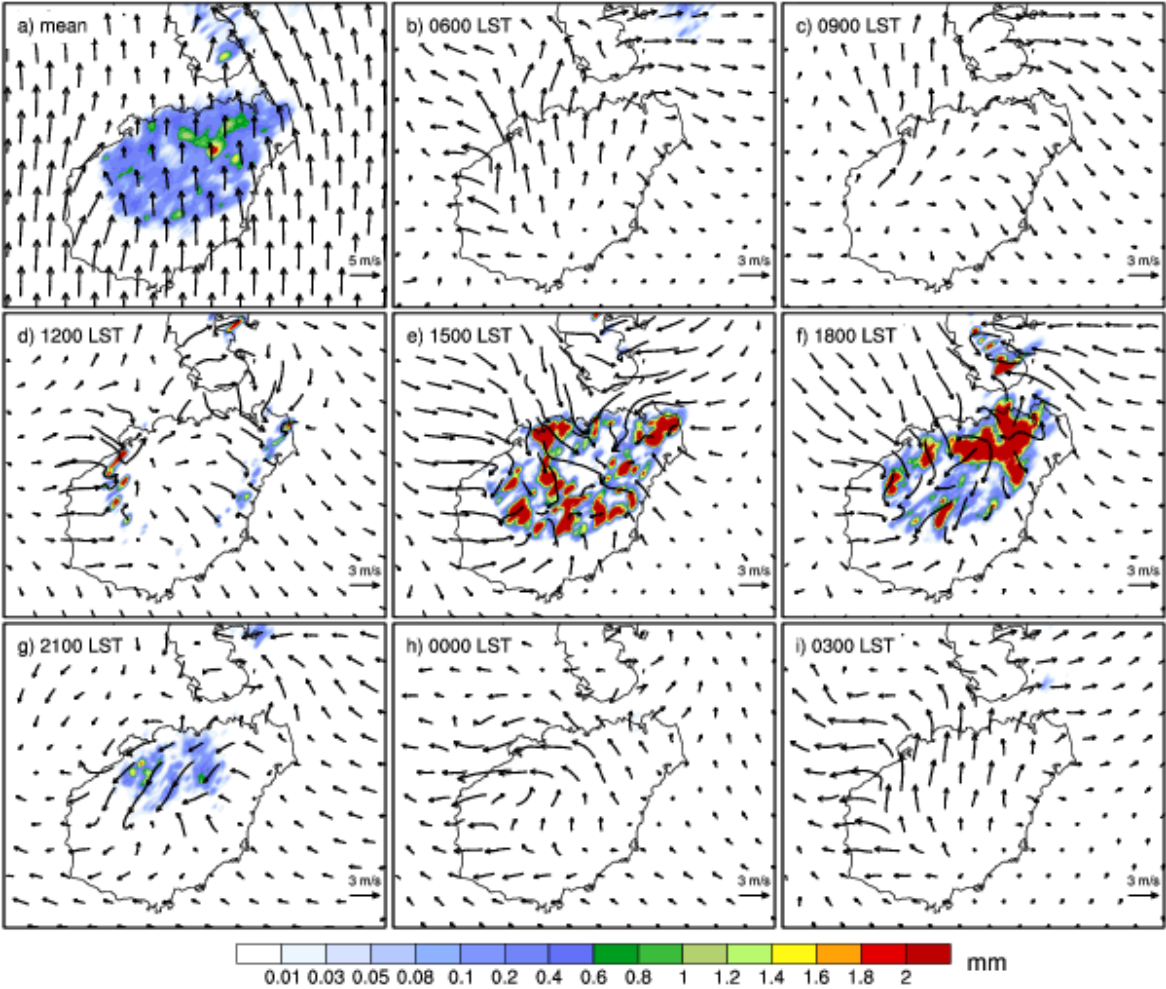 a) mean
5 m/s
b) 0600 LST
3 m/s
c) 0900 LST
3 m/s
d) 1200 LST
3 m/s
e) 1500 LST
3 m/s
f) 1800 LST
3 m/s
g) 2100 LST
3 m/s
h) 0000 LST
3 m/s
i) 0300 LST
3 m/s
0.01 0.03 0.05 0.08 0.1 0.2 0.4 0.6 0.8 1 1.2 1.4 1.6 1.8 2 mm